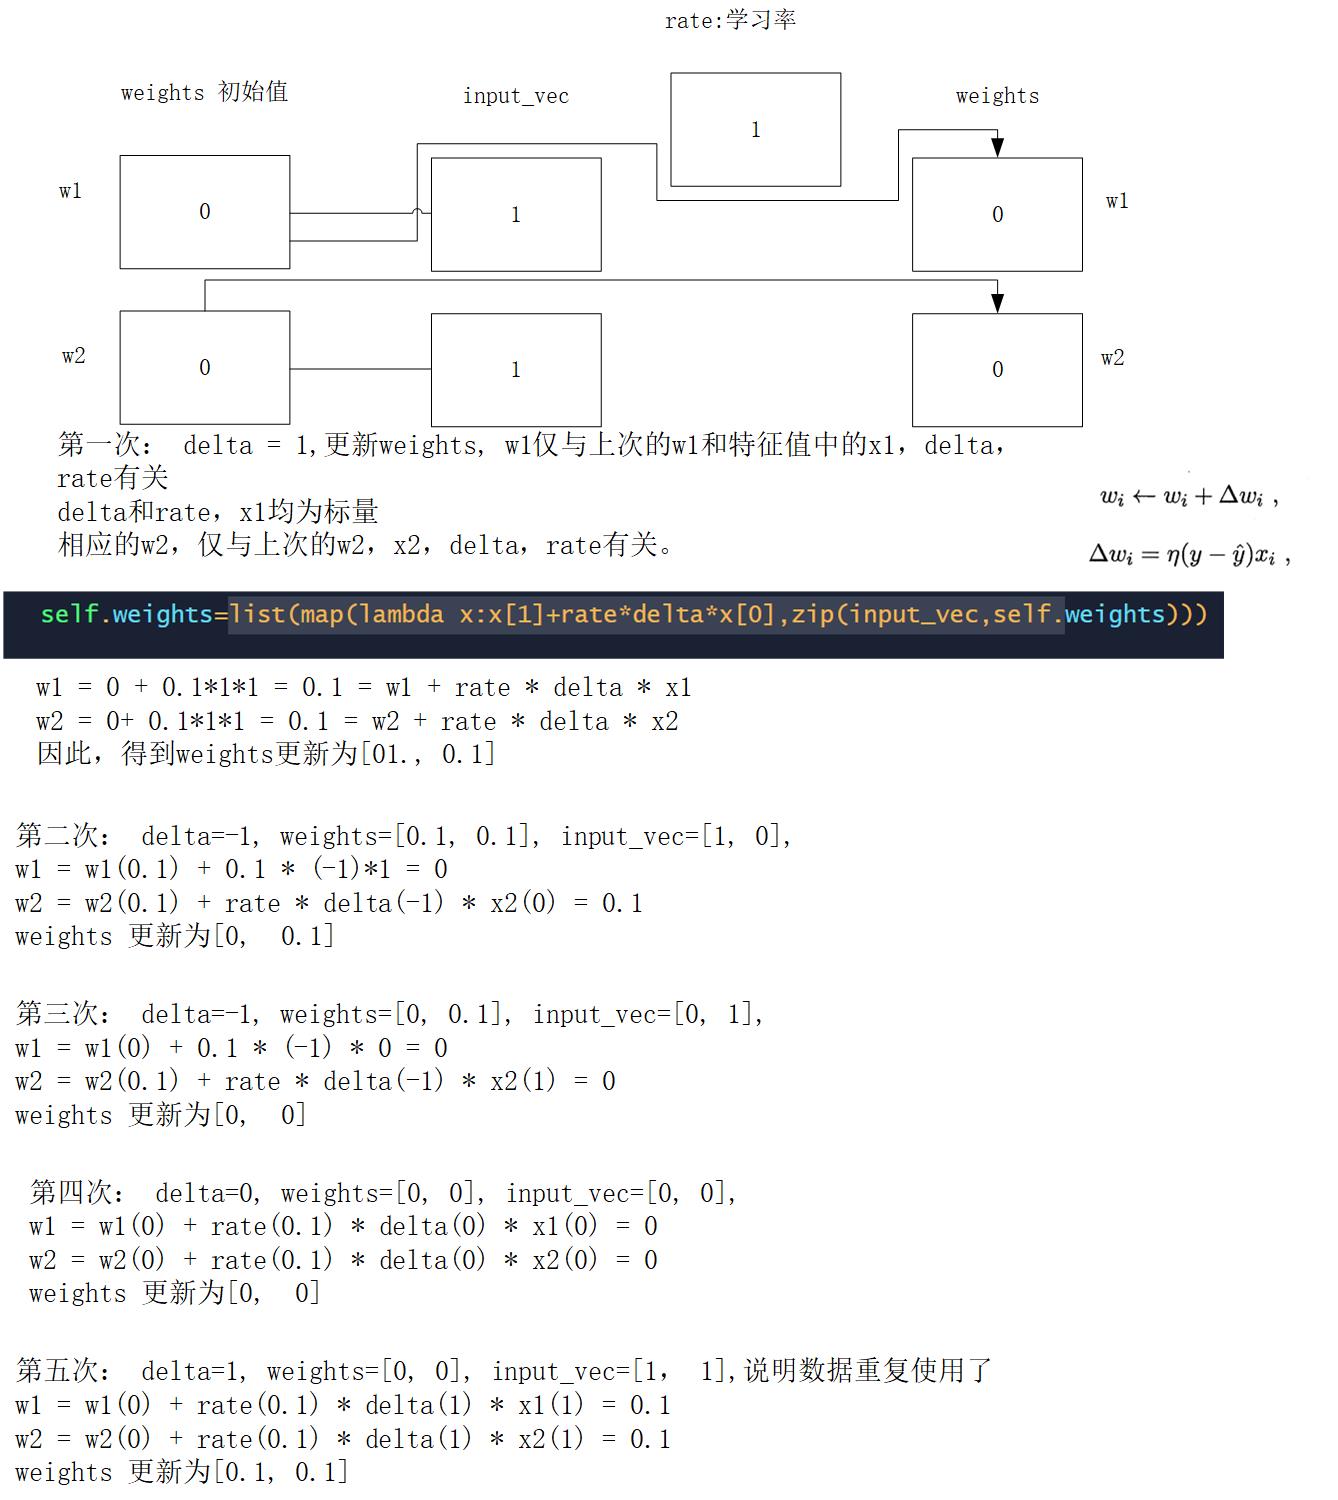 rate:学习率
weights 初始值
input_vec
weights
1
w1
0
1
0
w1
w2
0
1
0
w2
第一次： delta = 1,更新weights, w1仅与上次的w1和特征值中的x1，delta，
rate有关
delta和rate，x1均为标量
相应的w2，仅与上次的w2，x2，delta，rate有关。
wᵢ ← wᵢ + Δwᵢ ,
Δwᵢ = η(y − ŷ)xᵢ ,
self.weights=list(map(lambda x:x[1]+rate*delta*x[0],zip(input_vec,self.weights)))
w1 = 0 + 0.1*1*1 = 0.1 = w1 + rate * delta * x1
w2 = 0+ 0.1*1*1 = 0.1 = w2 + rate * delta * x2
因此，得到weights更新为[01., 0.1]
第二次： delta=-1, weights=[0.1, 0.1], input_vec=[1, 0],
w1 = w1(0.1) + 0.1 * (-1)*1 = 0
w2 = w2(0.1) + rate * delta(-1) * x2(0) = 0.1
weights 更新为[0, 0.1]
第三次： delta=-1, weights=[0, 0.1], input_vec=[0, 1],
w1 = w1(0) + 0.1 * (-1) * 0 = 0
w2 = w2(0.1) + rate * delta(-1) * x2(1) = 0
weights 更新为[0, 0]
第四次： delta=0, weights=[0, 0], input_vec=[0, 0],
w1 = w1(0) + rate(0.1) * delta(0) * x1(0) = 0
w2 = w2(0) + rate(0.1) * delta(0) * x2(0) = 0
weights 更新为[0, 0]
第五次： delta=1, weights=[0, 0], input_vec=[1， 1],说明数据重复使用了
w1 = w1(0) + rate(0.1) * delta(1) * x1(1) = 0.1
w2 = w2(0) + rate(0.1) * delta(1) * x2(1) = 0.1
weights 更新为[0.1, 0.1]